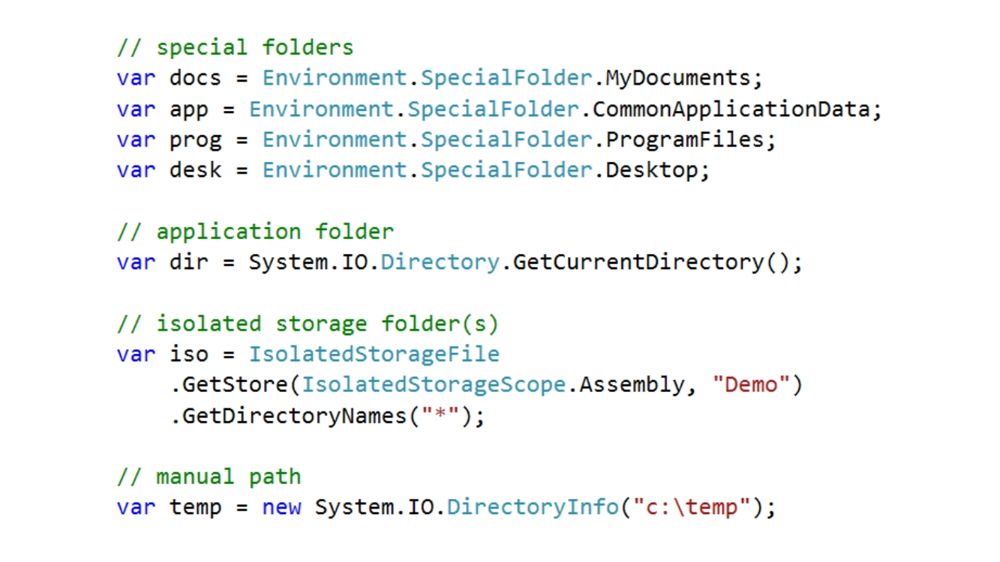 // special folders
var docs = Environment.SpecialFolder.MyDocuments;
var app = Environment.SpecialFolder.CommonApplicationData;
var prog = Environment.SpecialFolder.ProgramFiles;
var desk = Environment.SpecialFolder.Desktop;
// application folder
var dir = System.IO.Directory.GetCurrentDirectory();
// isolated storage folder(s)
var iso = IsolatedStorageFile
.GetStore(IsolatedStorageScope.Assembly, "Demo")
.GetDirectoryNames("*");
// manual path
var temp = new System.IO.DirectoryInfo("c:\temp");